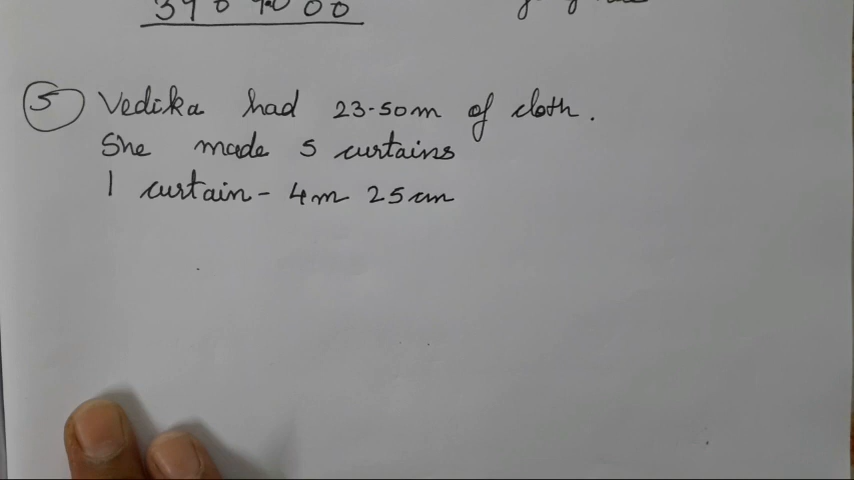 5 Vedika had 23.50m of cloth.
She made 5 curtains
1 curtain - 4m 25cm